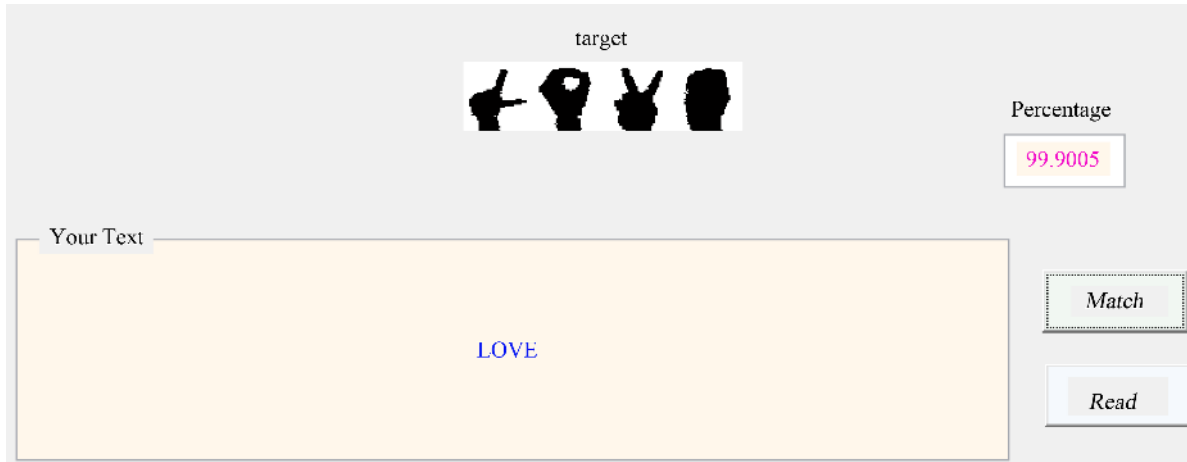 target
Percentage
99.9005
Your Text
Match
LOVE
Read